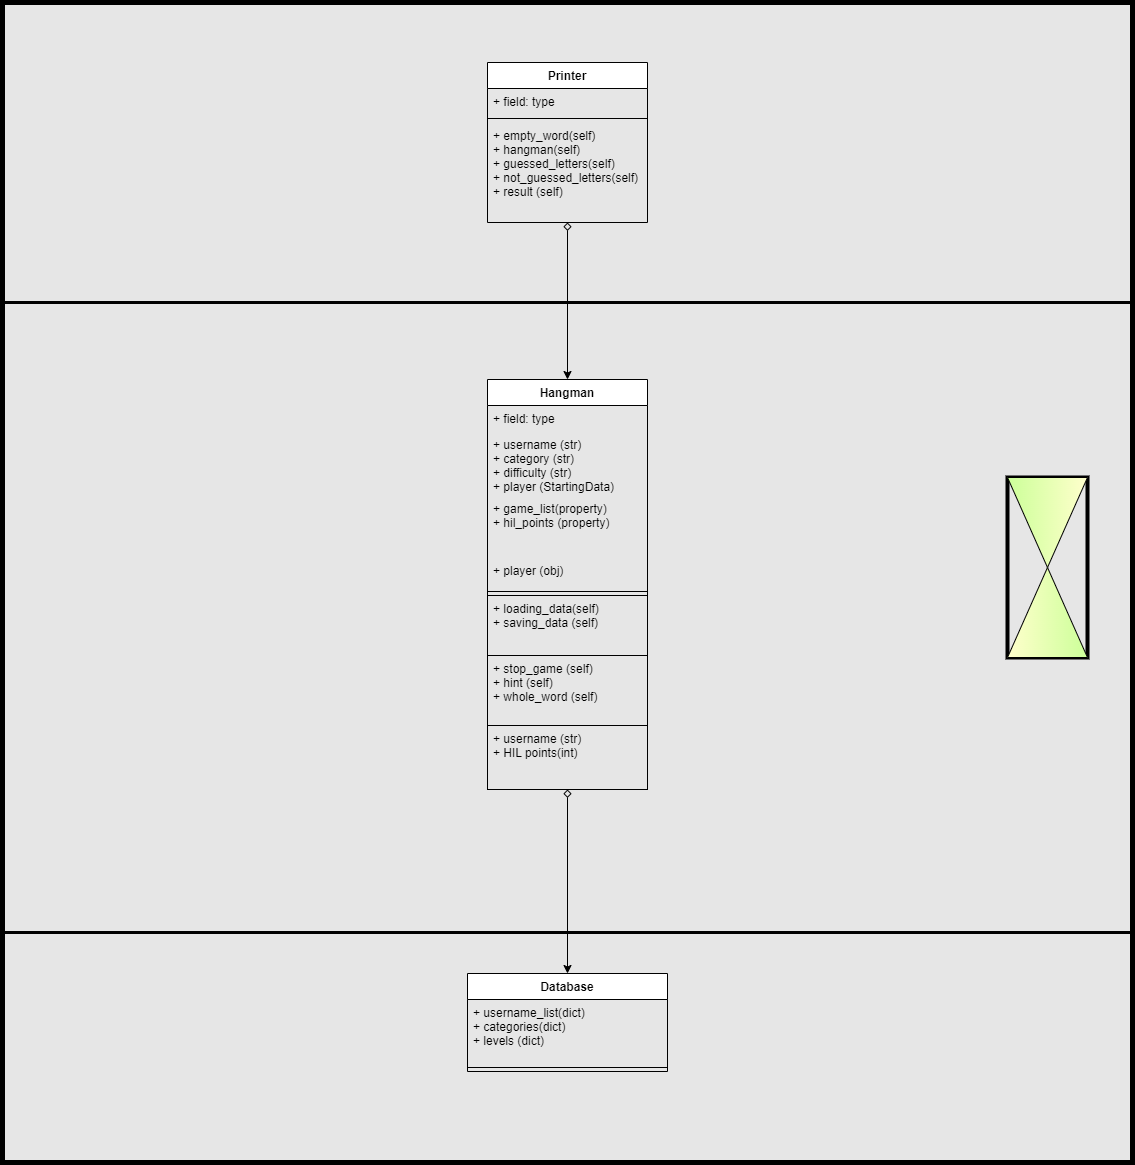 Printer
+ field: type
+ empty_word(self)
+ hangman(self)
+ guessed_letters(self)
+ not_guessed_letters(self)
+ result (self)
Hangman
+ field: type
+ username (str)
+ category (str)
+ difficulty (str)
+ player (StartingData)
+ game_list(property)
+ hil_points (property)
+ player (obj)
+ loading_data(self)
+ saving_data (self)
+ stop_game (self)
+ hint (self)
+ whole_word (self)
+ username (str)
+ HIL points(int)
Database
+ username_list(dict)
+ categories(dict)
+ levels (dict)